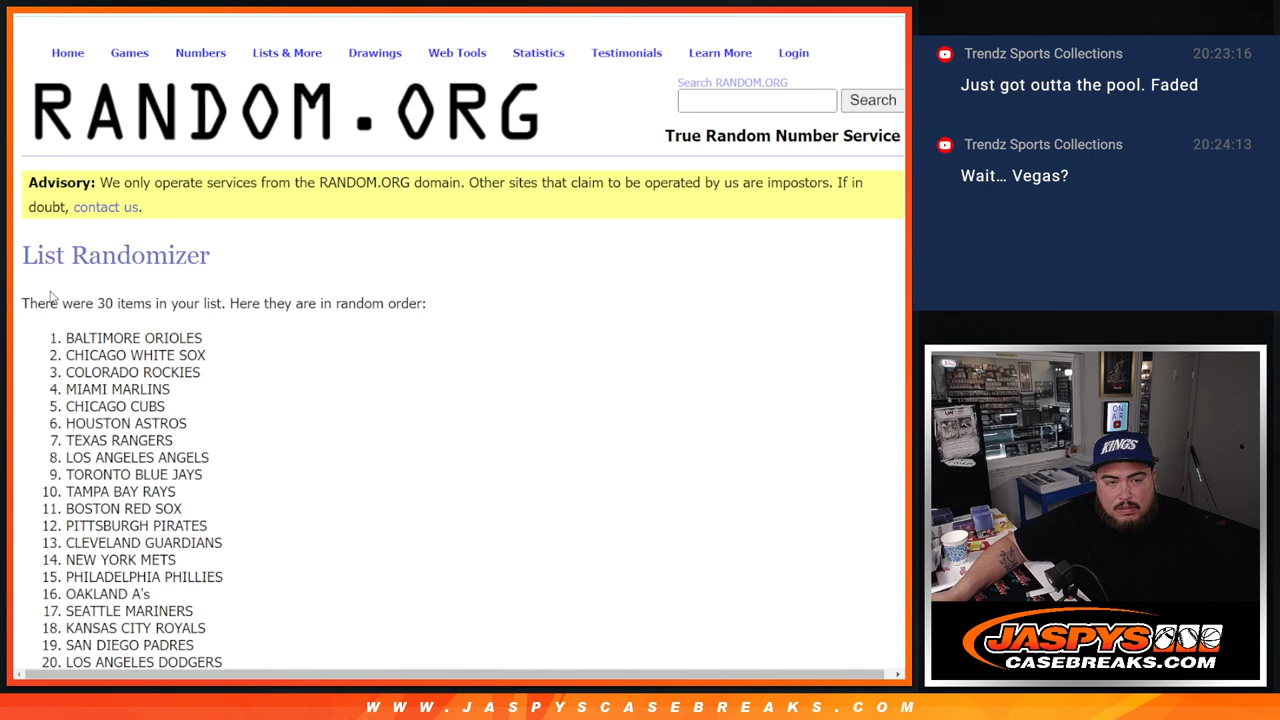 Home Games Numbers Lists & More Drawings Web Tools Statistics Testimonials Learn More Login
RANDOM.ORG
Search RANDOM.ORG
Search
True Random Number Service
Advisory: We only operate services from the RANDOM.ORG domain. Other sites that claim to be operated by us are impostors. If in
doubt, contact us.
List Randomizer
There were 30 items in your list. Here they are in random order:
1. BALTIMORE ORIOLES
2. CHICAGO WHITE SOX
3. COLORADO ROCKIES
4. MIAMI MARLINS
5. CHICAGO CUBS
6. HOUSTON ASTROS
7. TEXAS RANGERS
8. LOS ANGELES ANGELS
9. TORONTO BLUE JAYS
10. TAMPA BAY RAYS
11. BOSTON RED SOX
12. PITTSBURGH PIRATES
13. CLEVELAND GUARDIANS
14. NEW YORK METS
15. PHILADELPHIA PHILLIES
16. OAKLAND A's
17. SEATTLE MARINERS
18. KANSAS CITY ROYALS
19. SAN DIEGO PADRES
20. LOS ANGELES DODGERS
Trendz Sports Collections 20:23:16
Just got outta the pool. Faded
Trendz Sports Collections 20:24:13
Wait... Vegas?
ON
AIR
KINGS
JASPYS
CASEBREAKS.COM
WWW.JASPYSCASEBREAKS.COM